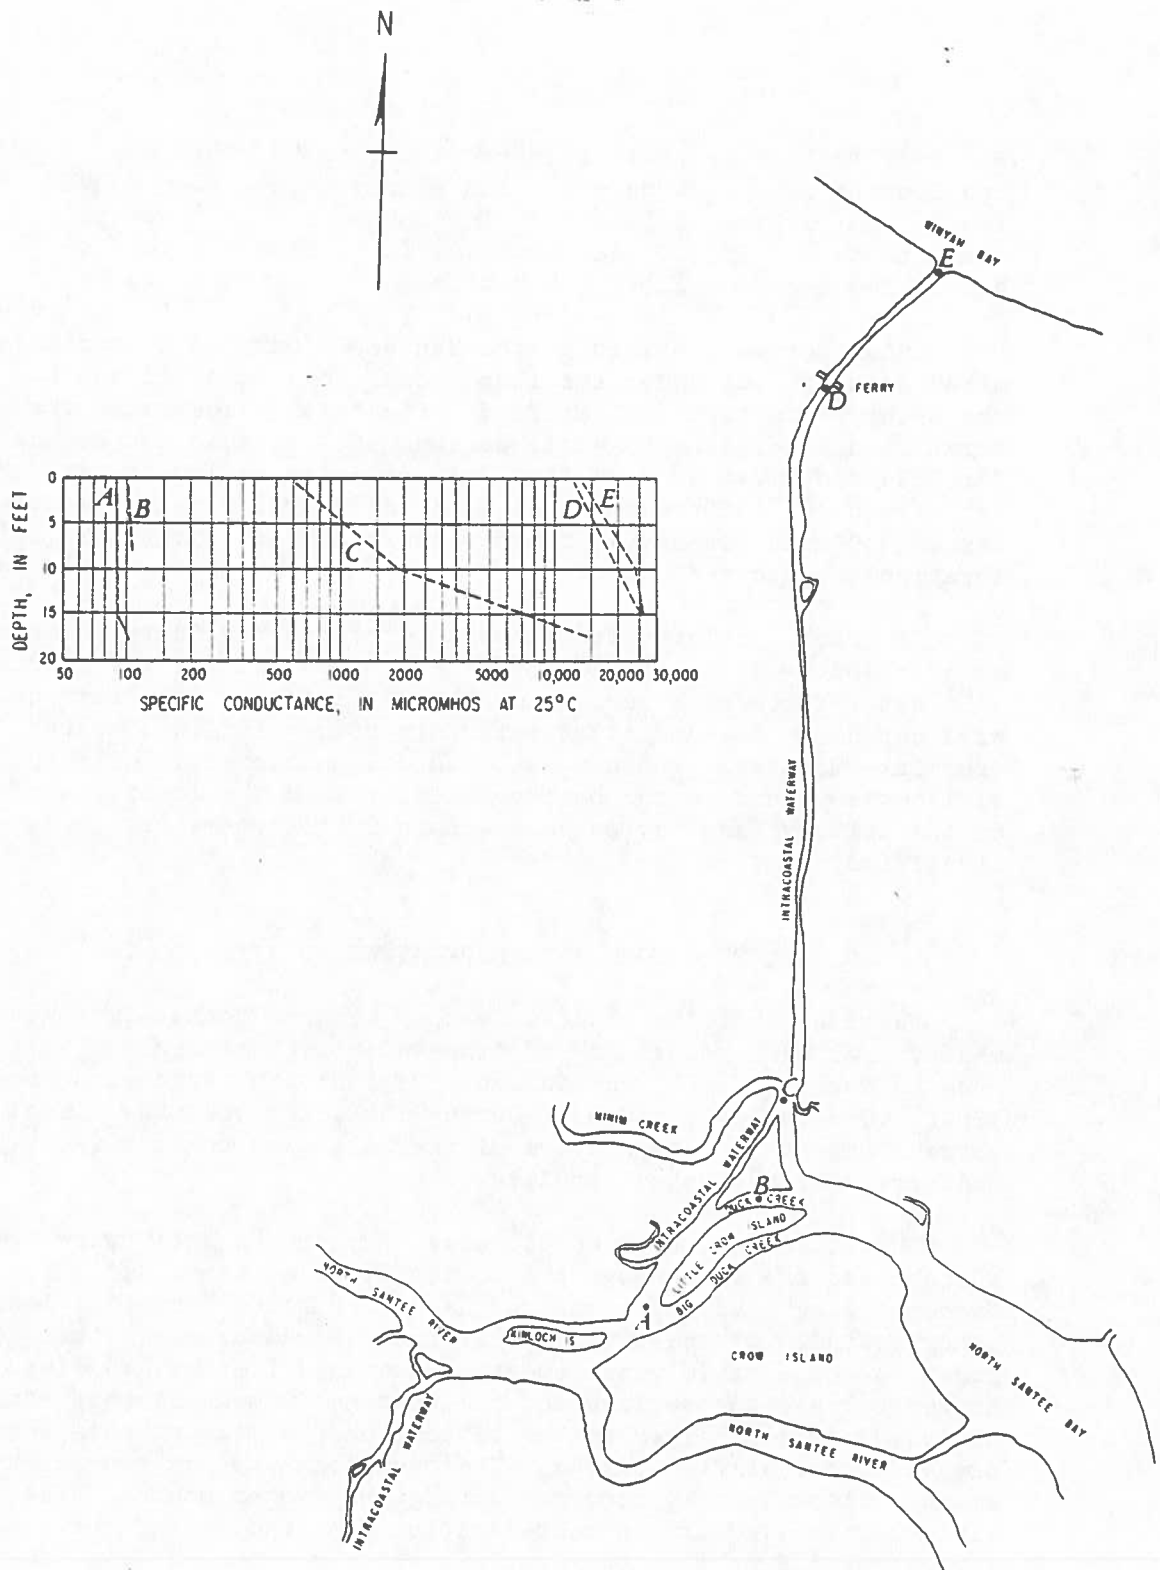 N
WINYAH BAY
E
FERRY
D
0
5
10
15
20
DEPTH, IN FEET
A
B
C
D
E
50 100 200 500 1000 2000 5000 10,000 20,000 30,000
SPECIFIC CONDUCTANCE, IN MICROMHOS AT 25°C
INTRACOASTAL WATERWAY
C
MINIM CREEK
INTRACOASTAL WATERWAY
B
DUCK CREEK
LITTLE CROW ISLAND
BIG DUCK CREEK
A
NORTH SANTEE RIVER
KINLOCH IS
CROW ISLAND
NORTH SANTEE BAY
NORTH SANTEE RIVER
INTRACOASTAL WATERWAY